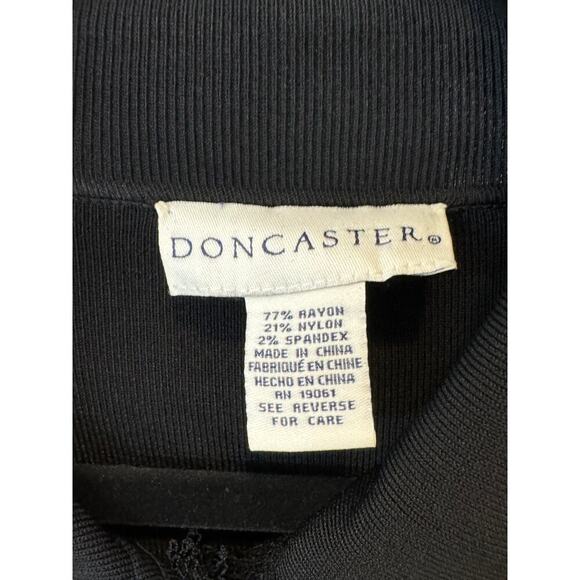 DONCASTER®
77% RAYON
21% NYLON
2% SPANDEX
MADE IN CHINA
FABRIQUÉ EN CHINE
HECHO EN CHINA
RN 19061
SEE REVERSE
FOR CARE